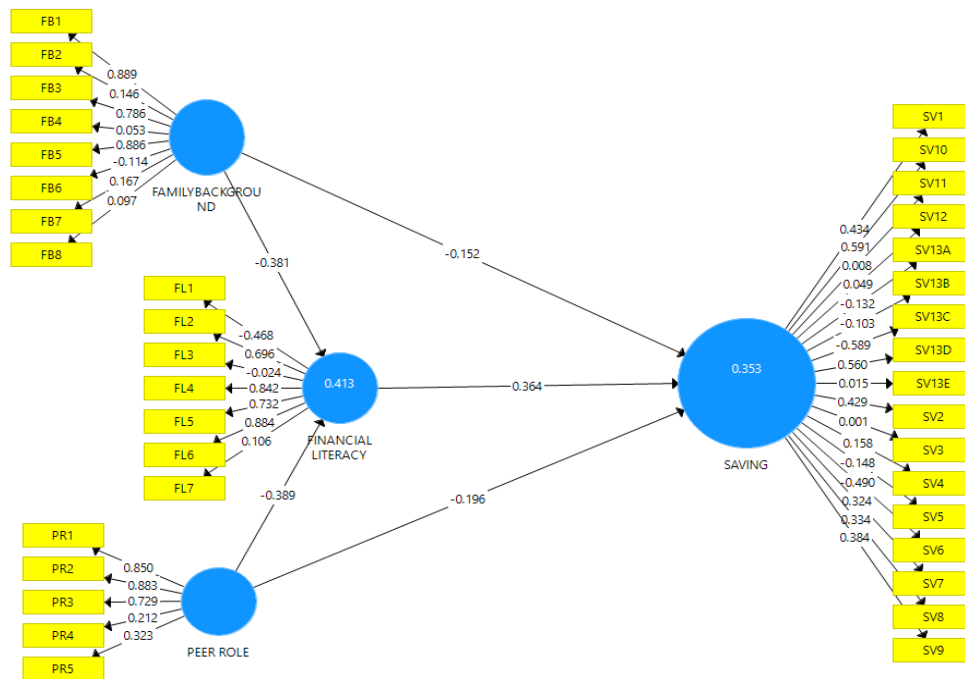 FB1
FB2
FB3
FB4
FB5
FB6
FB7
FB8
0.889
0.146
0.786
0.053
0.886
-0.114
0.167
0.097
FAMILYBACKGROU
ND
-0.381
-0.152
FL1
FL2
FL3
FL4
FL5
FL6
FL7
-0.468
0.696
-0.024
0.842
0.732
0.884
0.106
0.413
FINANCIAL
LITERACY
0.364
-0.389
-0.196
PR1
PR2
PR3
PR4
PR5
0.850
0.883
0.729
0.212
0.323
PEER ROLE
0.353
SAVING
0.434
0.591
0.008
0.049
-0.132
-0.103
-0.589
0.560
0.015
0.429
0.001
0.158
-0.148
-0.490
0.324
0.334
0.384
SV1
SV10
SV11
SV12
SV13A
SV13B
SV13C
SV13D
SV13E
SV2
SV3
SV4
SV5
SV6
SV7
SV8
SV9